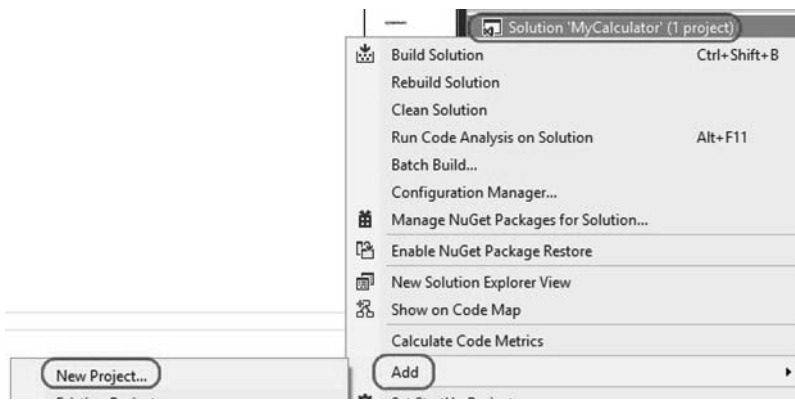 Solution 'MyCalculator' (1 project)
Build Solution Ctrl+Shift+B
Rebuild Solution
Clean Solution
Run Code Analysis on Solution Alt+F11
Batch Build...
Configuration Manager...
Manage NuGet Packages for Solution...
Enable NuGet Package Restore
New Solution Explorer View
Show on Code Map
Calculate Code Metrics
New Project...
Add